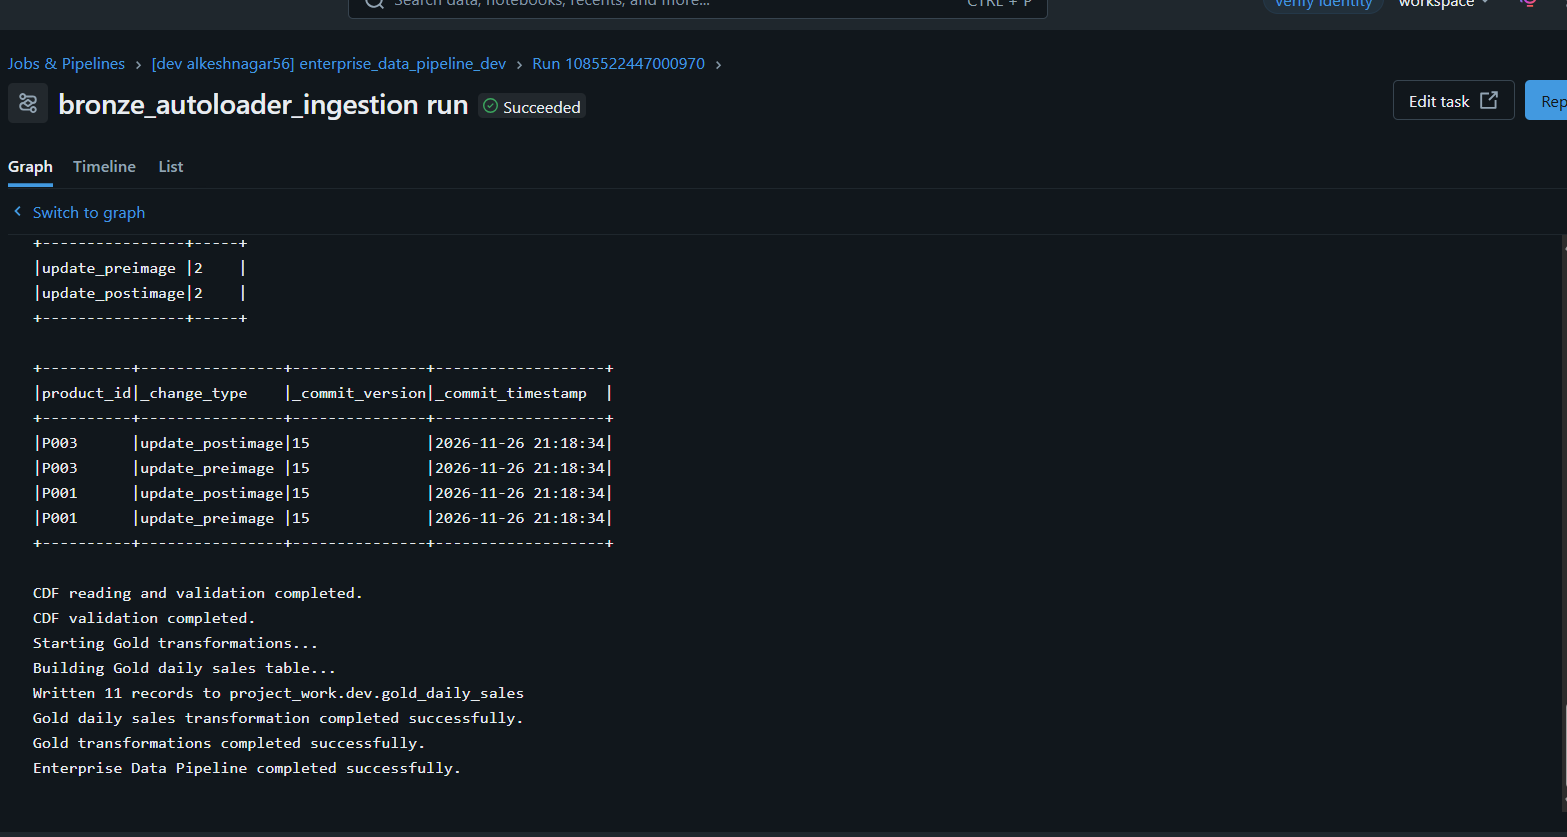 Search data, notebooks, recents, and more...
CTRL + P
Verify identity
workspace
Jobs & Pipelines › [dev alkeshnagar56] enterprise_data_pipeline_dev › Run 1085522447000970 ›
bronze_autoloader_ingestion run
Succeeded
Edit task
Rep
Graph Timeline List
Switch to graph
+----------------+-----+
|update_preimage |2    |
|update_postimage|2    |
+----------------+-----+
+----------+----------------+---------------+-------------------+
|product_id|_change_type    |_commit_version|_commit_timestamp  |
+----------+----------------+---------------+-------------------+
|P003      |update_postimage|15             |2026-11-26 21:18:34|
|P003      |update_preimage |15             |2026-11-26 21:18:34|
|P001      |update_postimage|15             |2026-11-26 21:18:34|
|P001      |update_preimage |15             |2026-11-26 21:18:34|
+----------+----------------+---------------+-------------------+
CDF reading and validation completed.
CDF validation completed.
Starting Gold transformations...
Building Gold daily sales table...
Written 11 records to project_work.dev.gold_daily_sales
Gold daily sales transformation completed successfully.
Gold transformations completed successfully.
Enterprise Data Pipeline completed successfully.